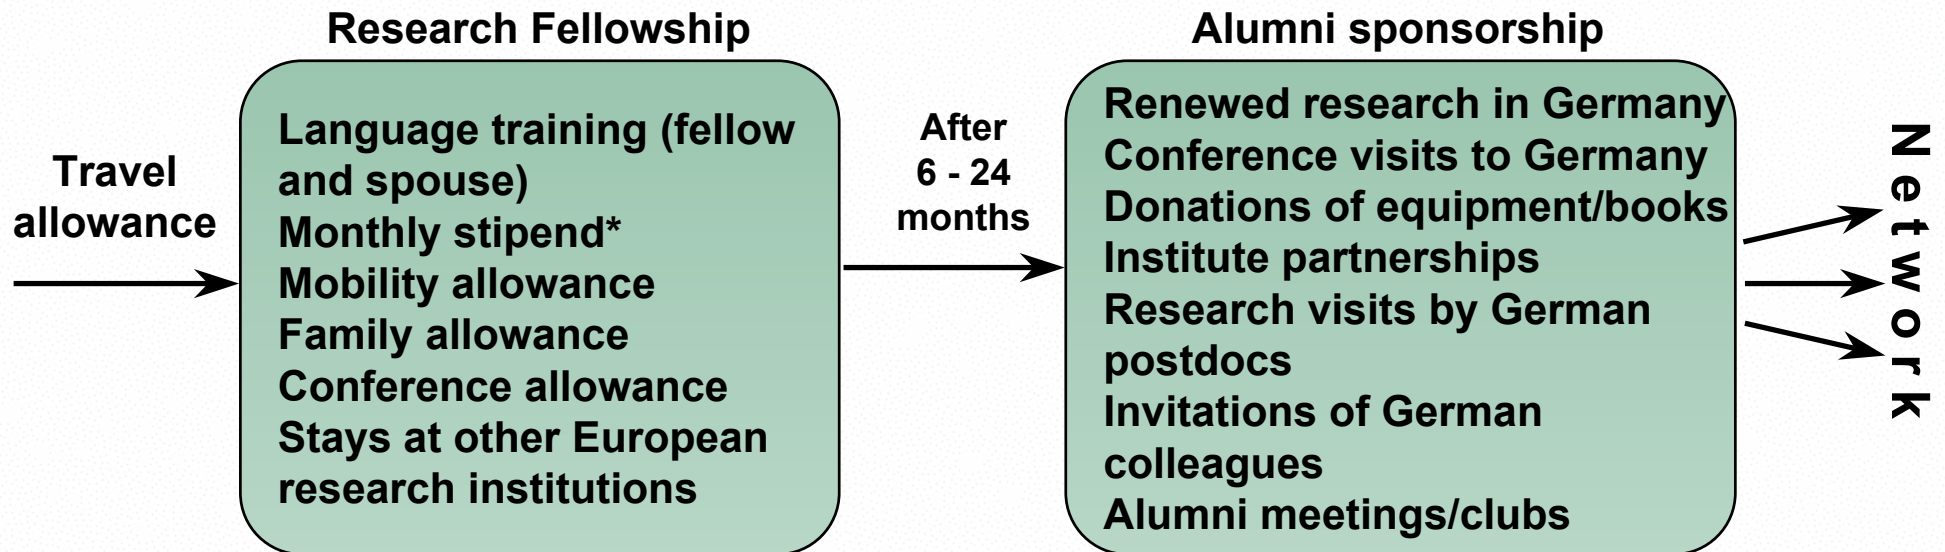 Research Fellowship
Alumni sponsorship
Travel
allowance
Language training (fellow
and spouse)
Monthly stipend*
Mobility allowance
Family allowance
Conference allowance
Stays at other European
research institutions
After
6 - 24
months
Renewed research in Germany
Conference visits to Germany
Donations of equipment/books
Institute partnerships
Research visits by German
postdocs
Invitations of German
colleagues
Alumni meetings/clubs
Network